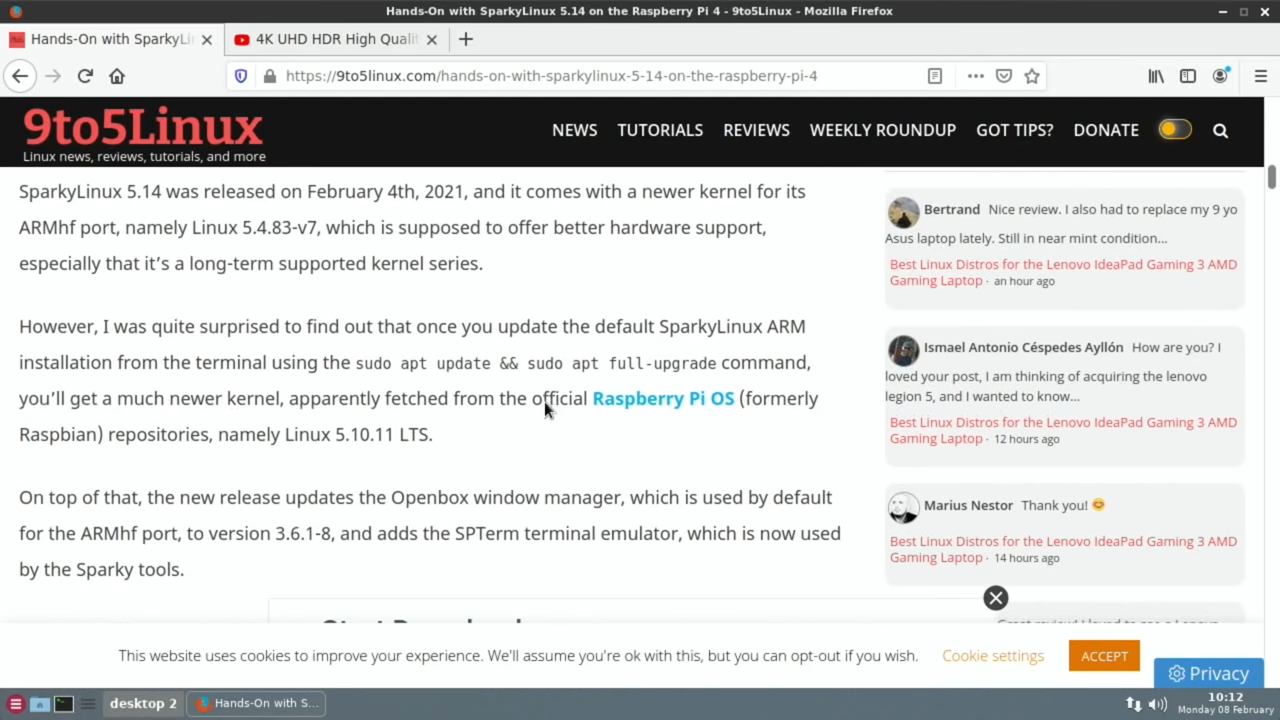 Hands-On with SparkyLinux 5.14 on the Raspberry Pi 4 - 9to5Linux - Mozilla Firefox
Hands-On with SparkyLi
4K UHD HDR High Qualit
https://9to5linux.com/hands-on-with-sparkylinux-5-14-on-the-raspberry-pi-4
9to5Linux
Linux news, reviews, tutorials, and more
NEWS TUTORIALS REVIEWS WEEKLY ROUNDUP GOT TIPS? DONATE
SparkyLinux 5.14 was released on February 4th, 2021, and it comes with a newer kernel for its
ARMhf port, namely Linux 5.4.83-v7, which is supposed to offer better hardware support,
especially that it’s a long-term supported kernel series.
However, I was quite surprised to find out that once you update the default SparkyLinux ARM
installation from the terminal using the sudo apt update && sudo apt full-upgrade command,
you’ll get a much newer kernel, apparently fetched from the official Raspberry Pi OS (formerly
Raspbian) repositories, namely Linux 5.10.11 LTS.
On top of that, the new release updates the Openbox window manager, which is used by default
for the ARMhf port, to version 3.6.1-8, and adds the SPTerm terminal emulator, which is now used
by the Sparky tools.
Bertrand Nice review. I also had to replace my 9 yo
Asus laptop lately. Still in near mint condition...
Best Linux Distros for the Lenovo IdeaPad Gaming 3 AMD
Gaming Laptop · an hour ago
Ismael Antonio Céspedes Ayllón How are you? I
loved your post, I am thinking of acquiring the lenovo
legion 5, and I wanted to know...
Best Linux Distros for the Lenovo IdeaPad Gaming 3 AMD
Gaming Laptop · 12 hours ago
Marius Nestor Thank you! 😊
Best Linux Distros for the Lenovo IdeaPad Gaming 3 AMD
Gaming Laptop · 14 hours ago
This website uses cookies to improve your experience. We'll assume you're ok with this, but you can opt-out if you wish. Cookie settings ACCEPT
Privacy
desktop 2
Hands-On with S...
10:12
Monday 08 February